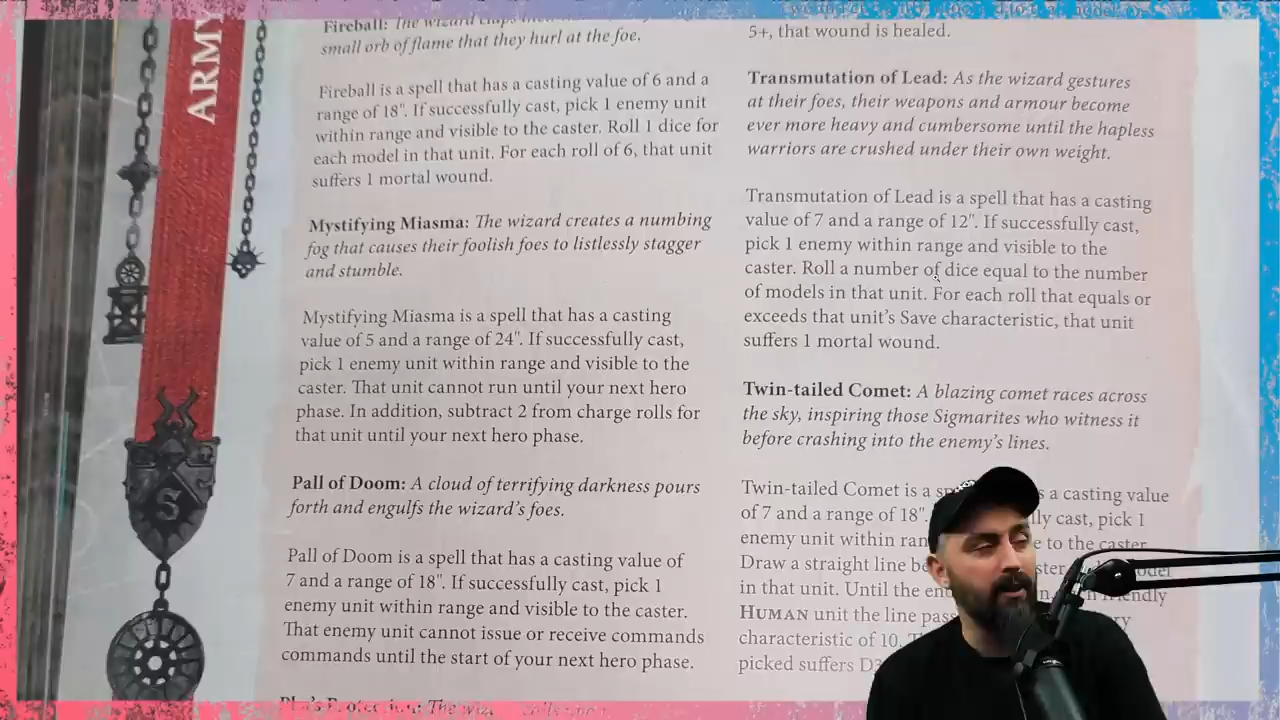 ARMY
Fireball: The wizard claps
small orb of flame that they hurl at the foe.
Fireball is a spell that has a casting value of 6 and a
range of 18". If successfully cast, pick 1 enemy unit
within range and visible to the caster. Roll 1 dice for
each model in that unit. For each roll of 6, that unit
suffers 1 mortal wound.
Mystifying Miasma: The wizard creates a numbing
fog that causes their foolish foes to listlessly stagger
and stumble.
Mystifying Miasma is a spell that has a casting
value of 5 and a range of 24". If successfully cast,
pick 1 enemy unit within range and visible to the
caster. That unit cannot run until your next hero
phase. In addition, subtract 2 from charge rolls for
that unit until your next hero phase.
Pall of Doom: A cloud of terrifying darkness pours
forth and engulfs the wizard's foes.
Pall of Doom is a spell that has a casting value of
7 and a range of 18". If successfully cast, pick 1
enemy unit within range and visible to the caster.
That enemy unit cannot issue or receive commands
commands until the start of your next hero phase.
The
5+, that wound is healed.
Transmutation of Lead: As the wizard gestures
at their foes, their weapons and armour become
ever more heavy and cumbersome until the hapless
warriors are crushed under their own weight.
Transmutation of Lead is a spell that has a casting
value of 7 and a range of 12". If successfully cast,
pick 1 enemy within range and visible to the
caster. Roll a number of dice equal to the number
of models in that unit. For each roll that equals or
exceeds that unit's Save characteristic, that unit
suffers 1 mortal wound.
Twin-tailed Comet: A blazing comet races across
the sky, inspiring those Sigmarites who witness it
before crashing into the enemy's lines.
Twin-tailed Comet is a a casting value
of 7 and a range of 18". cast, pick 1
enemy unit within to the caster.
Draw a straight line
in that unit. Until the
HUMAN unit the line
characteristic of 10.
picked suffers D3
S